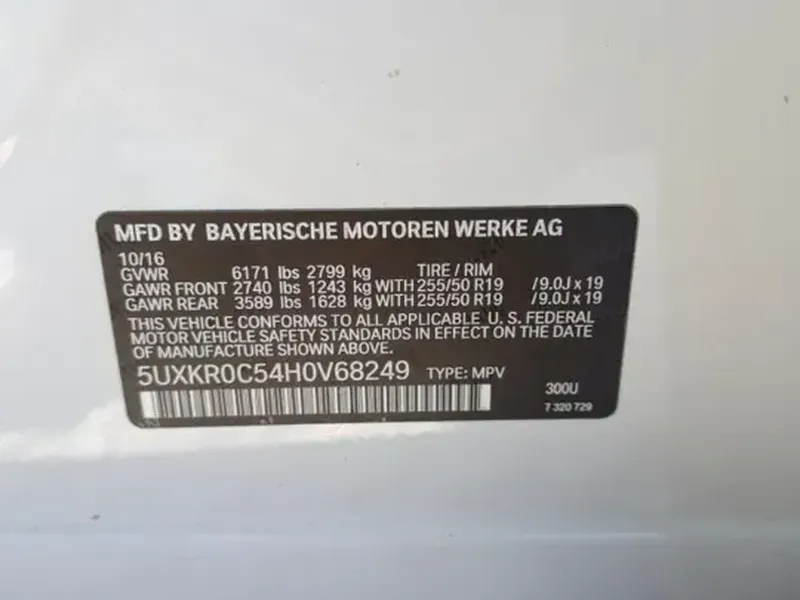 MFD BY BAYERISCHE MOTOREN WERKE AG
10/16
GVWR 6171 lbs 2799 kg TIRE / RIM
GAWR FRONT 2740 lbs 1243 kg WITH 255/50 R19 /9.0J x 19
GAWR REAR 3589 lbs 1628 kg WITH 255/50 R19 /9.0J x 19
THIS VEHICLE CONFORMS TO ALL APPLICABLE U. S. FEDERAL
MOTOR VEHICLE SAFETY STANDARDS IN EFFECT ON THE DATE
OF MANUFACTURE SHOWN ABOVE.
5UXKR0C54H0V68249 TYPE: MPV
300U
7 320 729